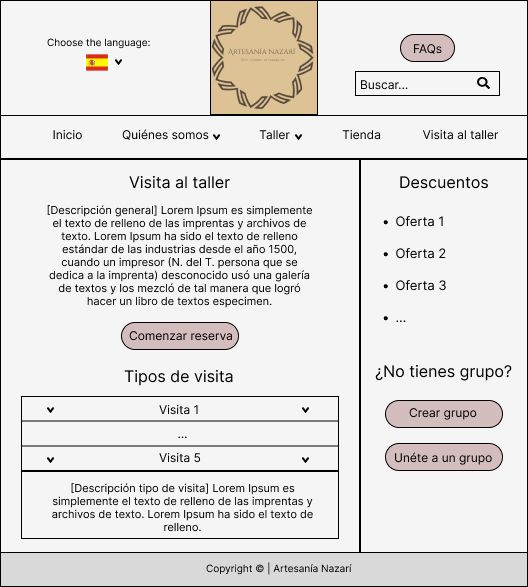 Choose the language:
ARTESANÍA NAZARÍ
FAQs
Buscar...
Inicio
Quiénes somos
Taller
Tienda
Visita al taller
Visita al taller
[Descripción general] Lorem Ipsum es simplemente
el texto de relleno de las imprentas y archivos de
texto. Lorem Ipsum ha sido el texto de relleno
estándar de las industrias desde el año 1500,
cuando un impresor (N. del T. persona que se
dedica a la imprenta) desconocido usó una galería
de textos y los mezcló de tal manera que logró
hacer un libro de textos especimen.
Comenzar reserva
Tipos de visita
Visita 1
...
Visita 5
[Descripción tipo de visita] Lorem Ipsum es
simplemente el texto de relleno de las imprentas y
archivos de texto. Lorem Ipsum ha sido el texto de
relleno.
Descuentos
• Oferta 1
• Oferta 2
• Oferta 3
• ...
¿No tienes grupo?
Crear grupo
Unéte a un grupo
Copyright © | Artesanía Nazarí